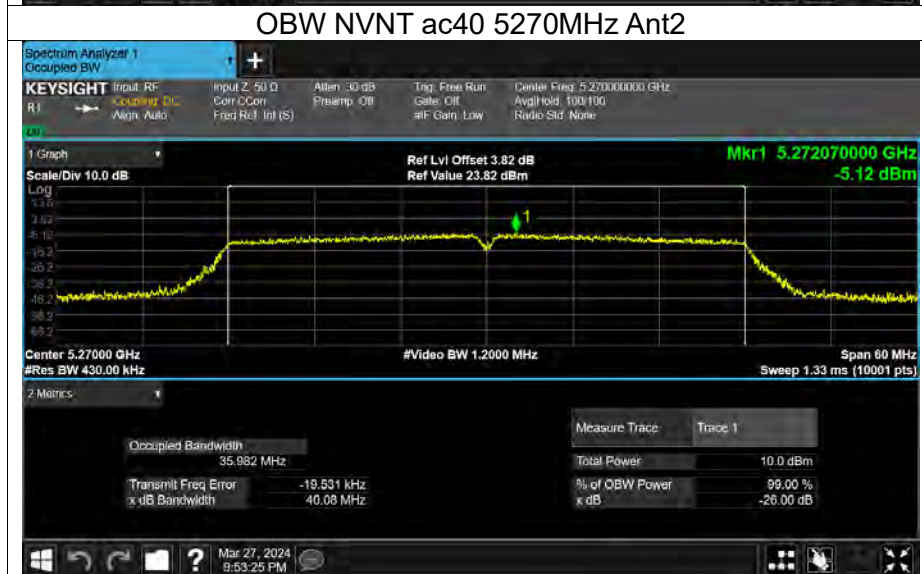 OBW NVNT ac40 5270MHz Ant2
Spectrum Analyzer 1
Occupied BW
+
KEYSIGHT Input: RF Input Z: 50 Ω Atten: 30 dB Trig: Free Run Center Freq: 5.270000000 GHz
Coupling: DC Corr CCorr Preamp: Off Gate: Off Avg|Hold: 100/100
Align: Auto Freq Ref: Int (S) #IF Gain: Low Radio Std: None
1 Graph
Ref Lvl Offset 3.82 dB
Mkr1 5.272070000 GHz
Scale/Div 10.0 dB
Ref Value 23.82 dBm
-5.12 dBm
Log
1
Center 5.27000 GHz
#Video BW 1.2000 MHz
Span 60 MHz
#Res BW 430.00 kHz
Sweep 1.33 ms (10001 pts)
2 Metrics
Measure Trace Trace 1
Occupied Bandwidth
35.982 MHz
Total Power 10.0 dBm
Transmit Freq Error -19.531 kHz
% of OBW Power 99.00 %
x dB Bandwidth 40.08 MHz
x dB -26.00 dB
?
Mar 27, 2024
9:53:25 PM